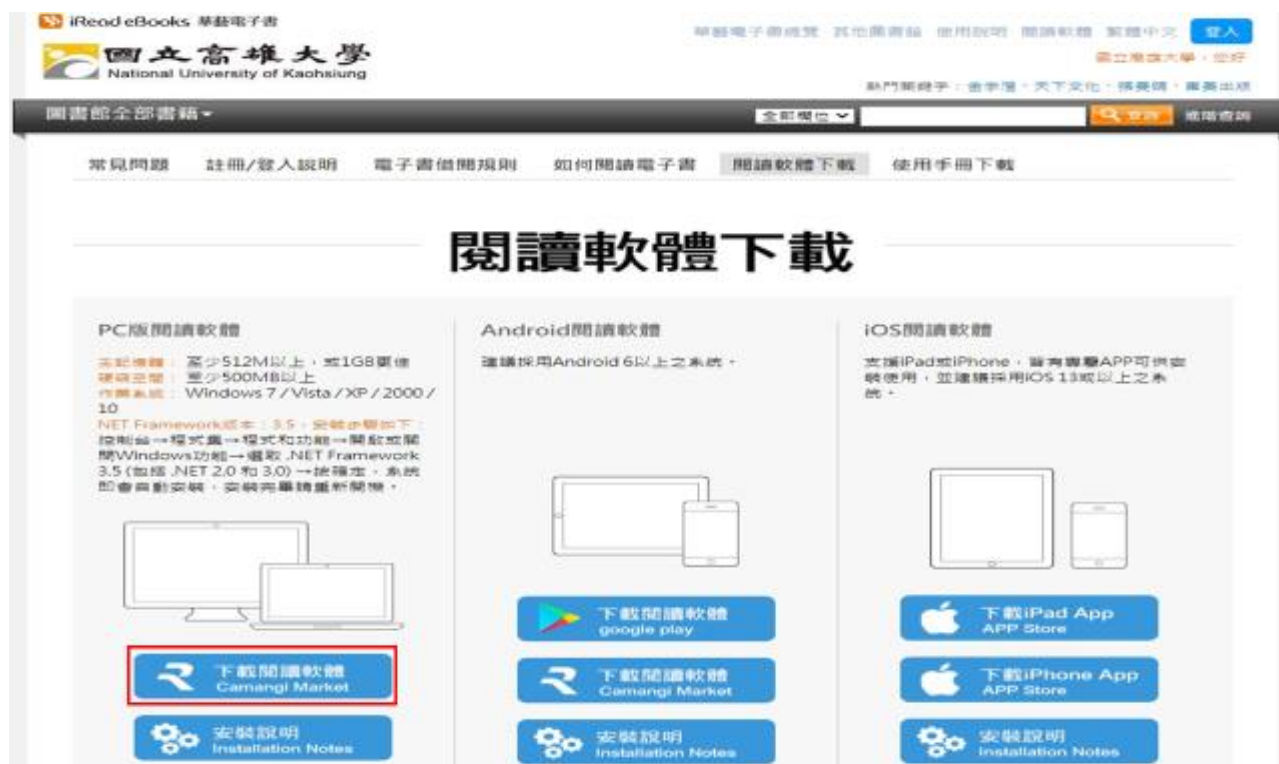 iRead eBooks 華藝電子書
華藝電子書總覽 其他圖書館 使用說明 閱讀軟體 繁體中文 登入
國立高雄大學
National University of Kaohsiung
國立高雄大學，您好
熱門關鍵字：
天下文化、
圖書館全部書籍
全部欄位
查詢
進階查詢
常見問題 註冊/登入說明 電子書借閱規則 如何閱讀電子書 閱讀軟體下載 使用手冊下載
閱讀軟體下載
PC版閱讀軟體
主記憶體：至少512M以上，或1GB更佳
硬碟空間：至少500MB以上
作業系統：Windows 7 / Vista / XP / 2000 /
10
NET Framework版本：3.5，安裝步驟如下：
控制台→程式集→程式和功能→開啟或關
閉Windows功能→選取 .NET Framework
3.5 (包括 .NET 2.0 和 3.0) →按確定，系統
即會自動安裝，安裝完畢請重新開機。
下載閱讀軟體
Camangi Market
安裝說明
Installation Notes
Android閱讀軟體
建議採用Android 6以上之系統。
下載閱讀軟體
google play
下載閱讀軟體
Camangi Market
安裝說明
Installation Notes
iOS閱讀軟體
支援iPad或iPhone，皆有專屬APP可供安
裝使用，並建議採用iOS 13或以上之系
統。
下載iPad App
APP Store
下載iPhone App
APP Store
安裝說明
Installation Notes